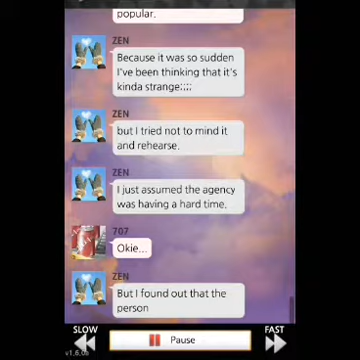 popular.
ZEN
Because it was so sudden
I've been thinking that it's
kinda strange;;;;
ZEN
but I tried not to mind it
and rehearse.
ZEN
I just assumed the agency
was having a hard time.
707
Okie...
ZEN
But I found out that the
person
SLOW
Pause
FAST